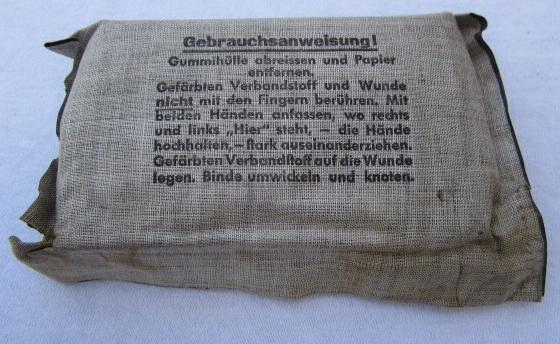 Gebrauchsanweisung!
Gummihülle abreissen und Papier
entfernen.
Gefärbten Verbandstoff und Wunde
nicht mit den Fingern berühren. Mit
beiden Händen anfassen, wo rechts
und links „Hier" steht, – die Hände
hochhalten, – stark auseinanderziehen.
Gefärbten Verbandstoff auf die Wunde
legen. Binde umwickeln und knoten.